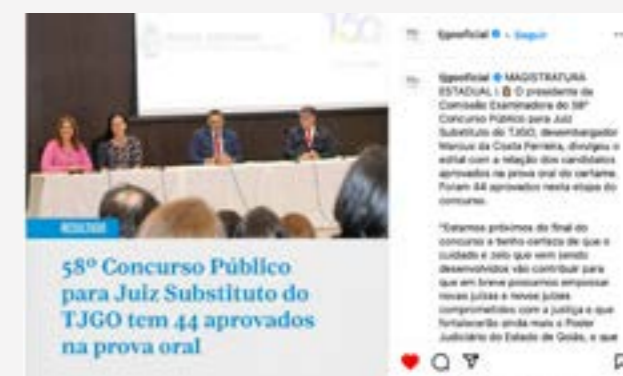 150
RESULTADO
58º Concurso Público
para Juiz Substituto do
TJGO tem 44 aprovados
na prova oral
tjgooficial • Seguir
tjgooficial MAGISTRATURA
ESTADUAL | O presidente da
Comissão Examinadora do 58º
Concurso Público para Juiz
Substituto do TJGO, desembargador
Marcus da Costa Ferreira, divulgou o
edital com a relação dos candidatos
aprovados na prova oral do certame.
Foram 44 aprovados nesta etapa do
concurso.
"Estamos próximos do final do
concurso e tenho certeza de que o
cuidado e zelo que vem sendo
desenvolvidos vão contribuir para
que em breve possamos empossar
novas juízas e novos juízes
comprometidos com a justiça e que
fortalecerão ainda mais o Poder
Judiciário do Estado de Goiás, o que